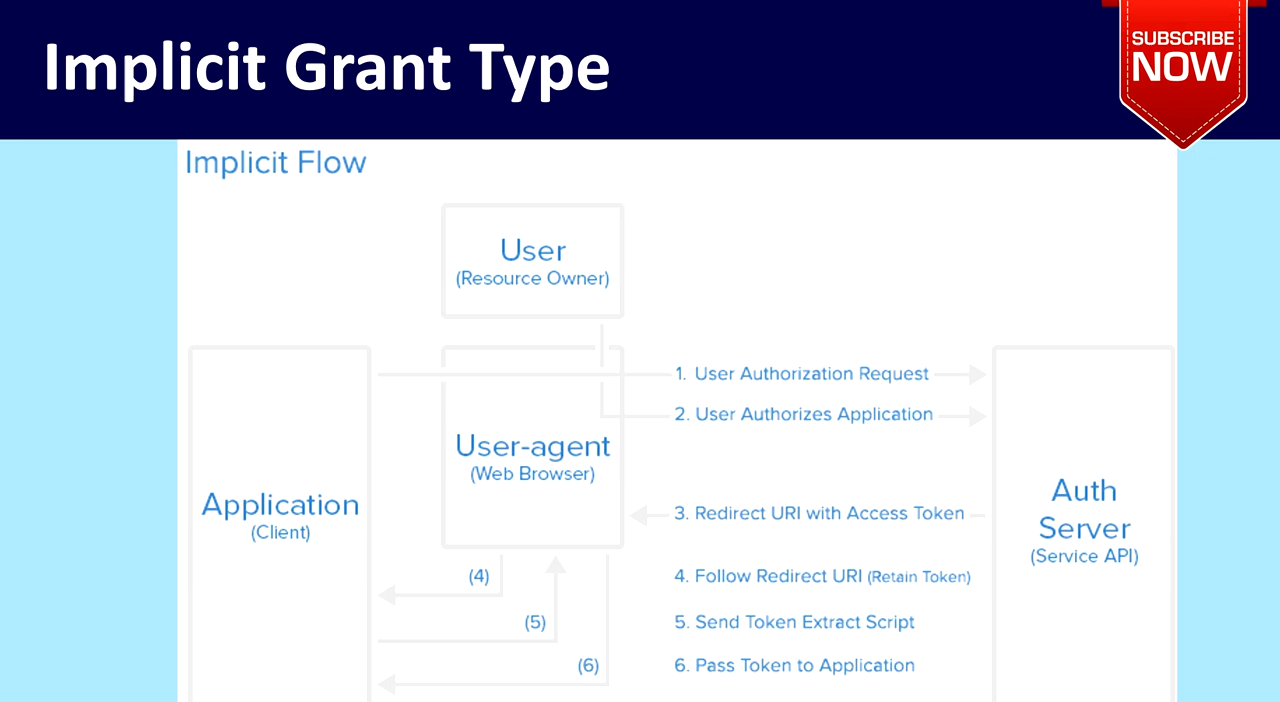 Implicit Grant Type
SUBSCRIBE
NOW
Implicit Flow
User
(Resource Owner)
1. User Authorization Request
2. User Authorizes Application
User-agent
(Web Browser)
Application
(Client)
Auth
Server
(Service API)
3. Redirect URI with Access Token
(4)
4. Follow Redirect URI (Retain Token)
(5)
5. Send Token Extract Script
(6)
6. Pass Token to Application